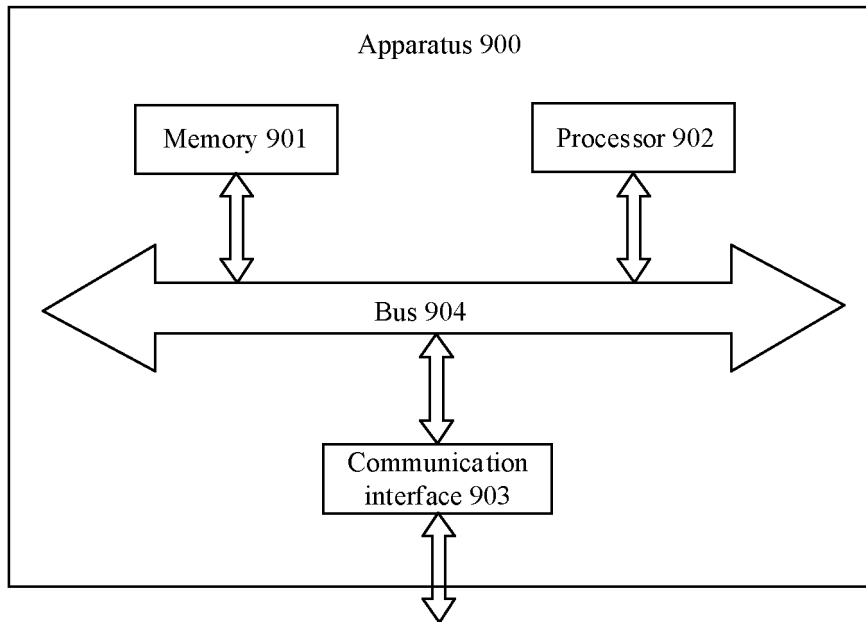 Apparatus 900
Memory 901
Processor 902
Bus 904
Communication
interface 903